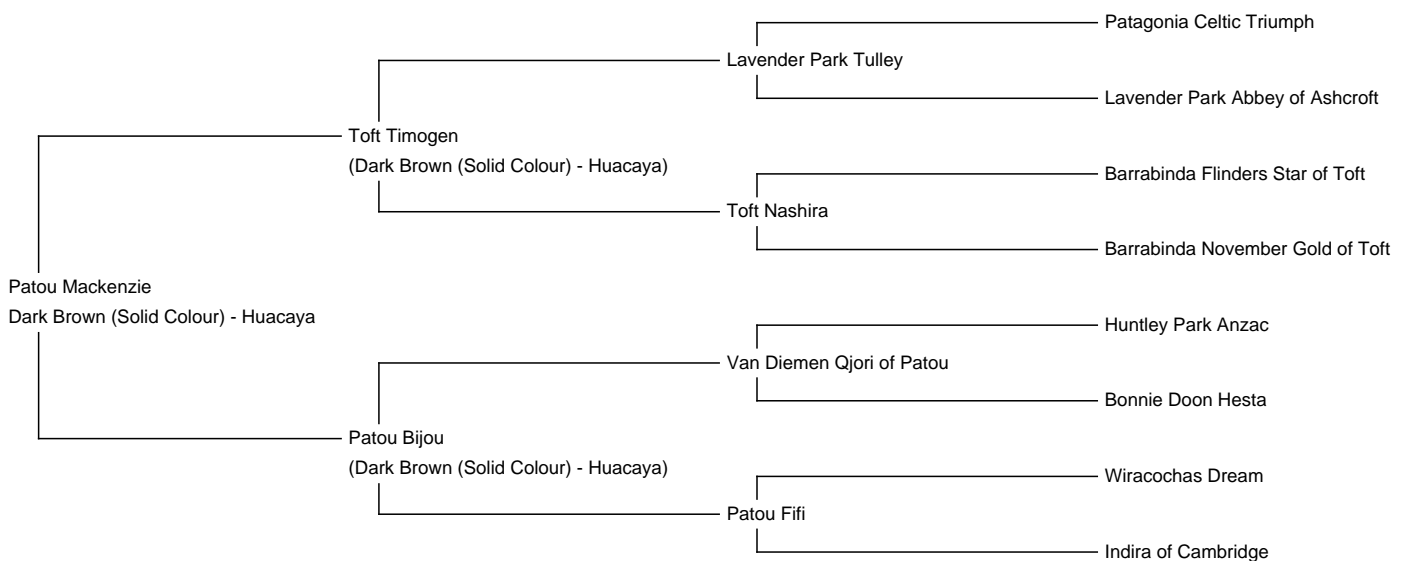 Patagonia Celtic Triumph
Lavender Park Tulley
Lavender Park Abbey of Ashcroft
Toft Timogen
(Dark Brown (Solid Colour) - Huacaya)
Barrabinda Flinders Star of Toft
Toft Nashira
Barrabinda November Gold of Toft
Patou Mackenzie
Dark Brown (Solid Colour) - Huacaya
Huntley Park Anzac
Van Diemen Qjori of Patou
Bonnie Doon Hesta
Patou Bijou
(Dark Brown (Solid Colour) - Huacaya)
Wiracochas Dream
Patou Fifi
Indira of Cambridge